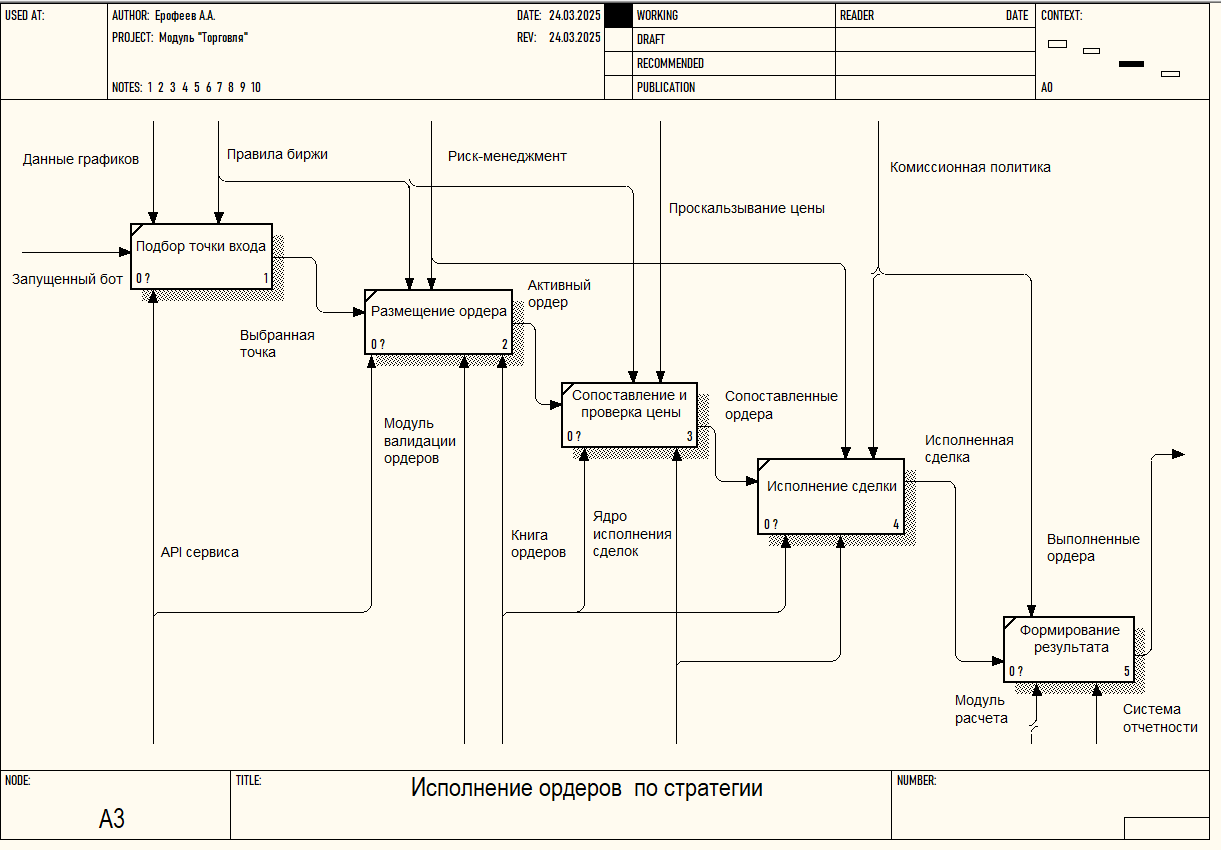 USED AT:
AUTHOR: Ерофеев А.А.
DATE: 24.03.2025
PROJECT: Модуль "Торговля"
REV: 24.03.2025
NOTES: 1 2 3 4 5 6 7 8 9 10
WORKING
DRAFT
RECOMMENDED
PUBLICATION
READER
DATE
CONTEXT:
A0
Данные графиков
Правила биржи
Риск-менеджмент
Комиссионная политика
Проскальзывание цены
Подбор точки входа
0 ?
1
Запущенный бот
Выбранная
точка
Активный
ордер
Размещение ордера
0 ?
2
Сопоставление и
проверка цены
0 ?
3
Сопоставленные
ордера
Модуль
валидации
ордеров
Исполненная
сделка
Исполнение сделки
0 ?
4
Книга
ордеров
Ядро
исполнения
сделок
API сервиса
Выполненные
ордера
Формирование
результата
0 ?
5
Модуль
расчета
Система
отчетности
NODE:
A3
TITLE:
Исполнение ордеров по стратегии
NUMBER: